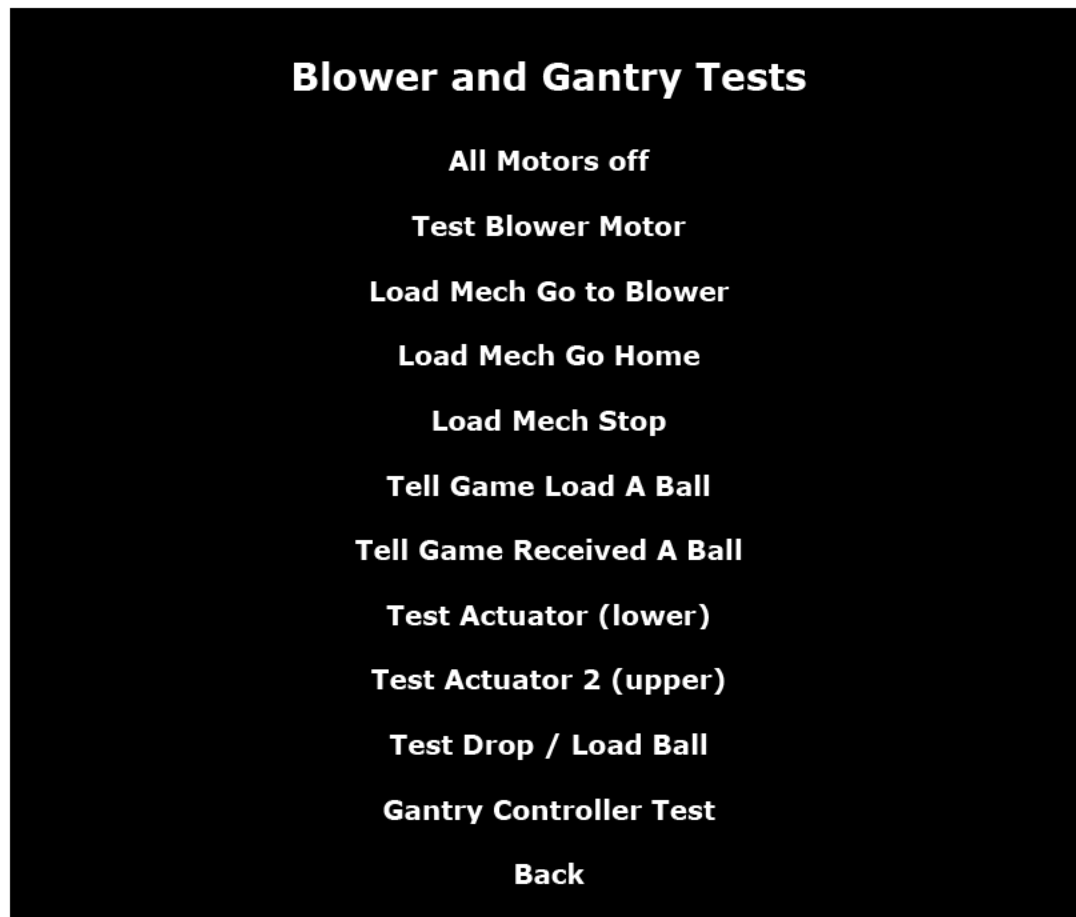 Blower and Gantry Tests
All Motors off
Test Blower Motor
Load Mech Go to Blower
Load Mech Go Home
Load Mech Stop
Tell Game Load A Ball
Tell Game Received A Ball
Test Actuator (lower)
Test Actuator 2 (upper)
Test Drop / Load Ball
Gantry Controller Test
Back